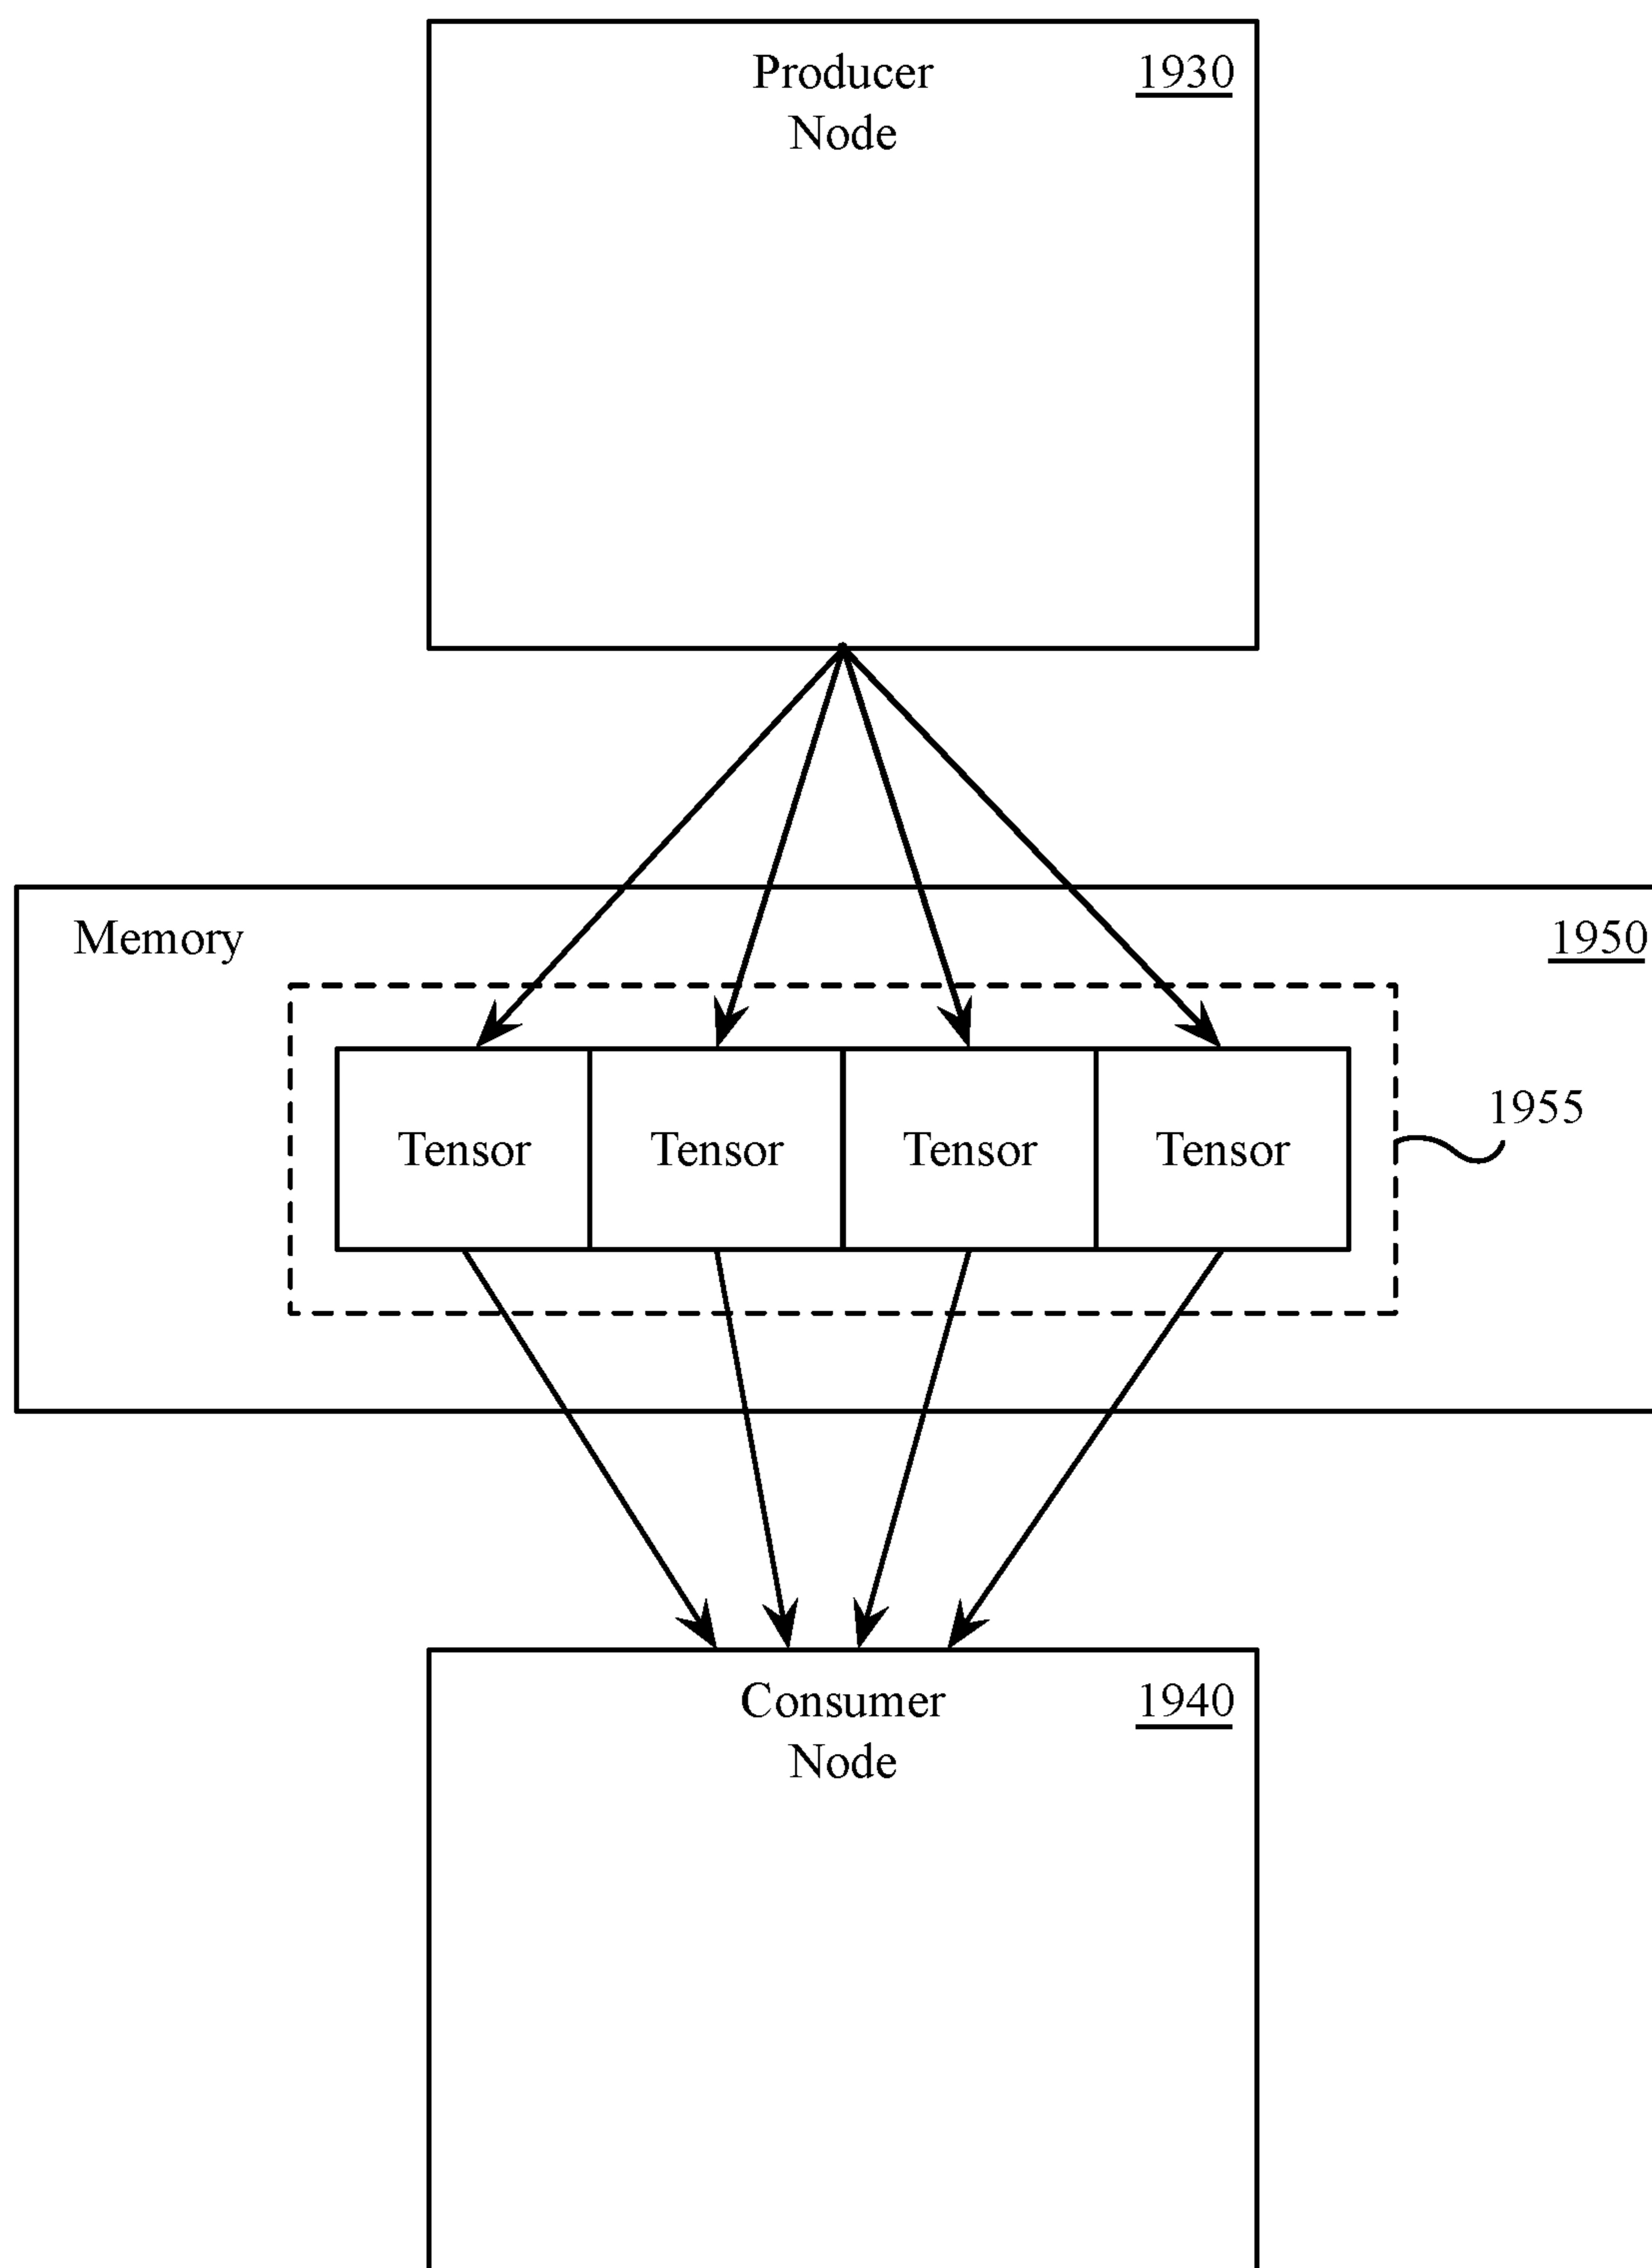 Producer
Node
1930
Memory
1950
Tensor
Tensor
Tensor
Tensor
1955
Consumer
Node
1940